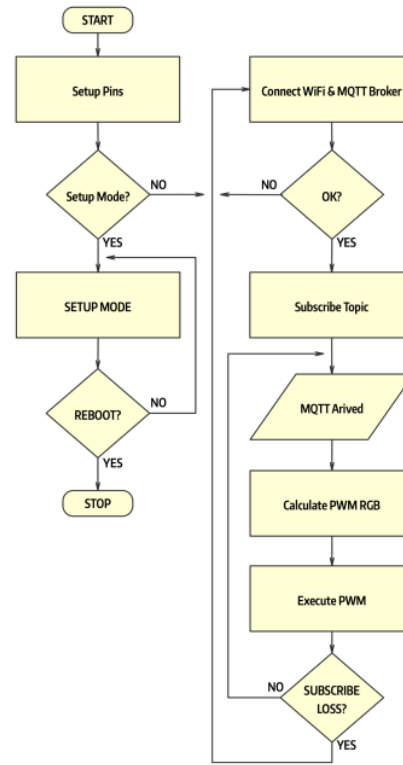 START
Setup Pins
Setup Mode?
NO
YES
SETUP MODE
REBOOT?
NO
YES
STOP
Connect WiFi & MQTT Broker
NO
OK?
YES
Subscribe Topic
MQTT Arived
Calculate PWM RGB
Execute PWM
NO
SUBSCRIBE
LOSS?
YES